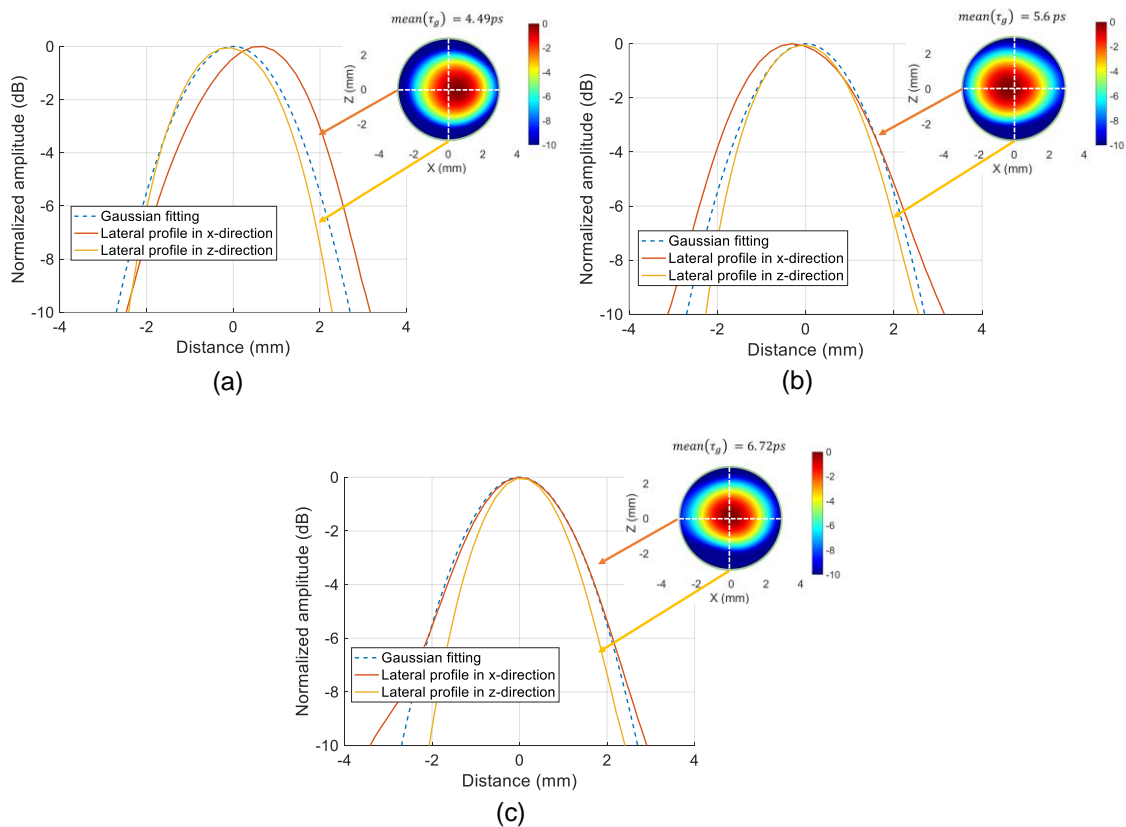 mean(τg) = 4.49ps
0
-2
-4
-6
-8
-10
Normalized amplitude (dB)
-4
-2
0
2
4
Distance (mm)
Gaussian fitting
Lateral profile in x-direction
Lateral profile in z-direction
2
0
-2
Z (mm)
-4
-2
0
2
4
X (mm)
0
-2
-4
-6
-8
-10
(a)
mean(τg) = 5.6 ps
0
-2
-4
-6
-8
-10
Normalized amplitude (dB)
-4
-2
0
2
4
Distance (mm)
Gaussian fitting
Lateral profile in x-direction
Lateral profile in z-direction
2
0
-2
Z (mm)
-4
-2
0
2
4
X (mm)
0
-2
-4
-6
-8
-10
(b)
mean(τg) = 6.72ps
0
-2
-4
-6
-8
-10
Normalized amplitude (dB)
-4
-2
0
2
4
Distance (mm)
Gaussian fitting
Lateral profile in x-direction
Lateral profile in z-direction
2
0
-2
Z (mm)
-4
-2
0
2
4
X (mm)
0
-2
-4
-6
-8
-10
(c)